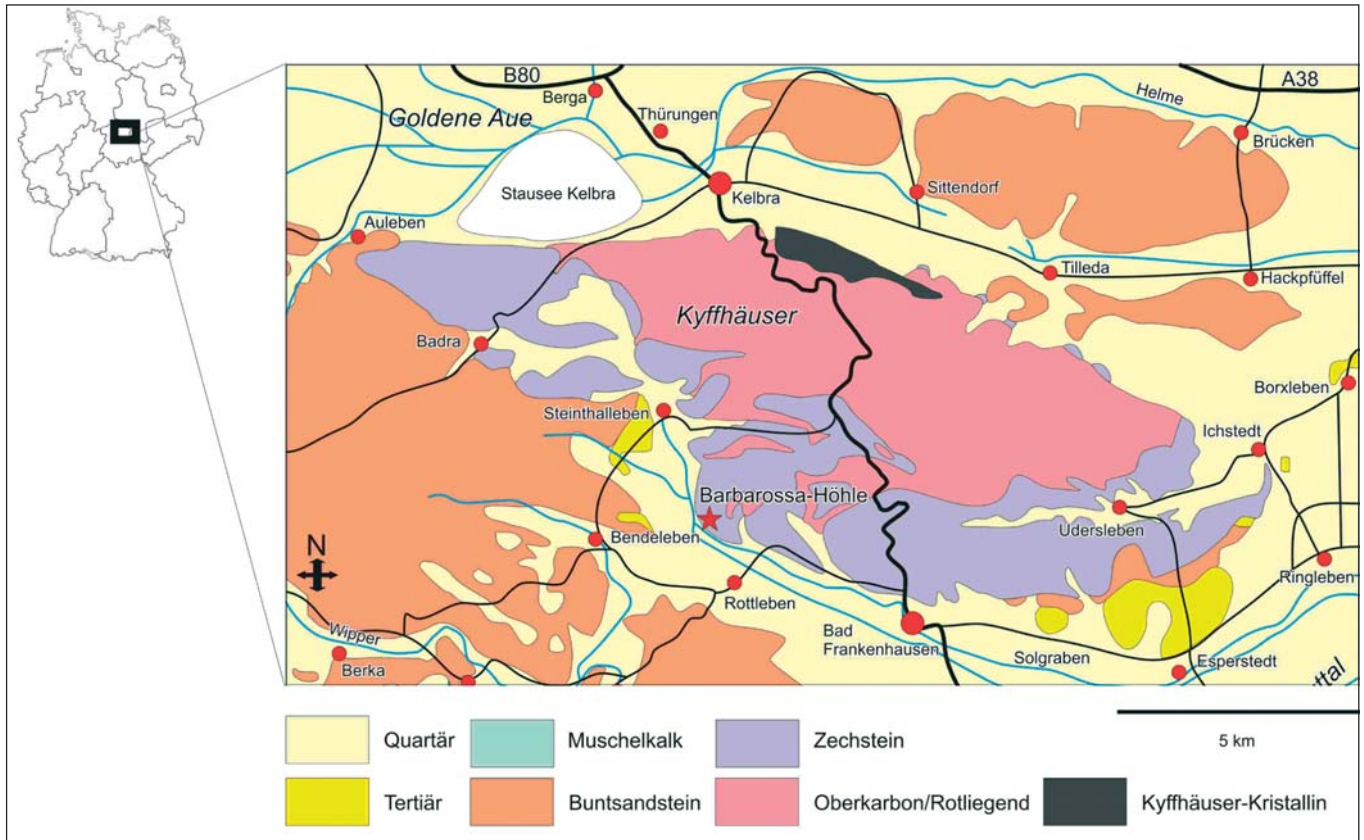 B80
A38
Berga
Helme
Goldene Aue
Thürungen
Brücken
Stausee Kelbra
Kelbra
Sittendorf
Auleben
Tilleda
Hackpfüffel
Kyffhäuser
Badra
Borxleben
Steinthalleben
Ichstedt
Barbarossa-Höhle
Udersleben
Bendeleben
N
Ringleben
Rottleben
Wipper
Bad
Frankenhausen
Solgraben
Berka
Esperstedt
ttal
Quartär
Muschelkalk
Zechstein
5 km
Tertiär
Buntsandstein
Oberkarbon/Rotliegend
Kyffhäuser-Kristallin